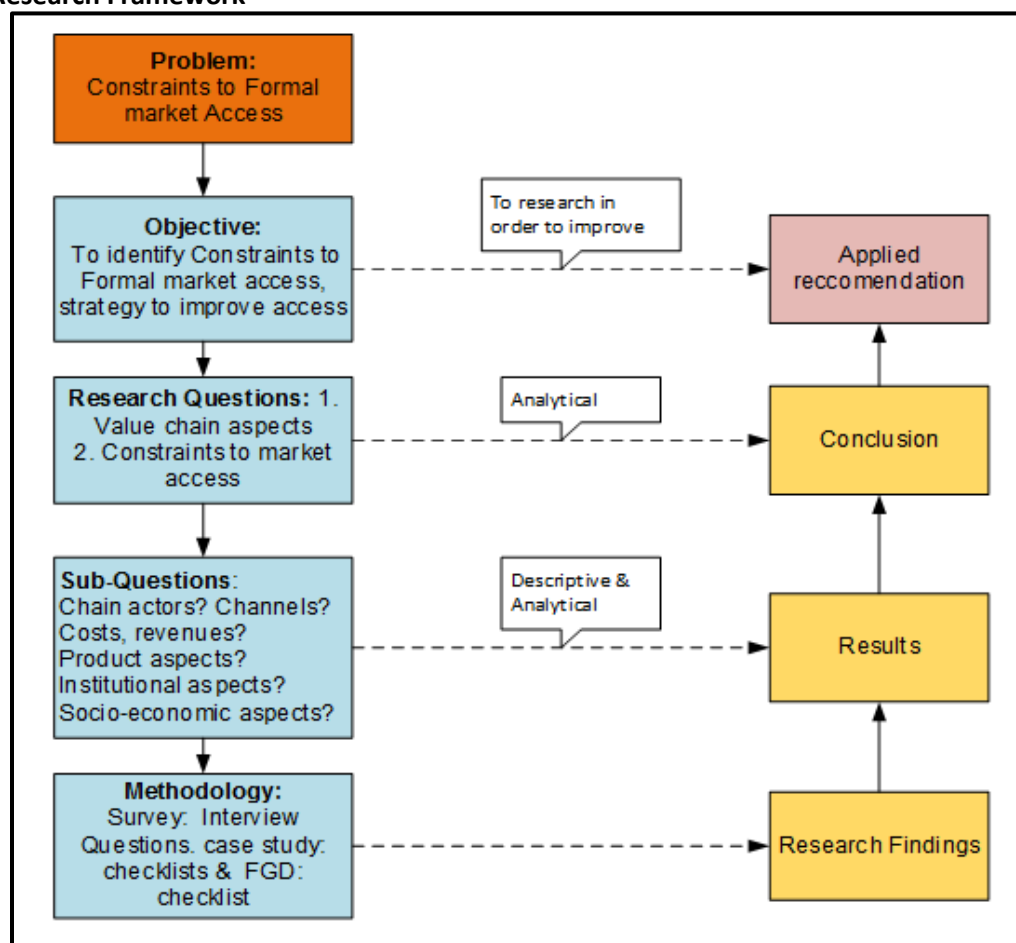 Research Framework
Problem:
Constraints to Formal
market Access
Objective:
To identify Constraints to
Formal market access,
strategy to improve access
To research in
order to improve
Applied
reccomendation
Research Questions: 1.
Value chain aspects
2. Constraints to market
access
Analytical
Conclusion
Sub-Questions:
Chain actors? Channels?
Costs, revenues?
Product aspects?
Institutional aspects?
Socio-economic aspects?
Descriptive &
Analytical
Results
Methodology:
Survey: Interview
Questions. case study:
checklists & FGD:
checklist
Research Findings